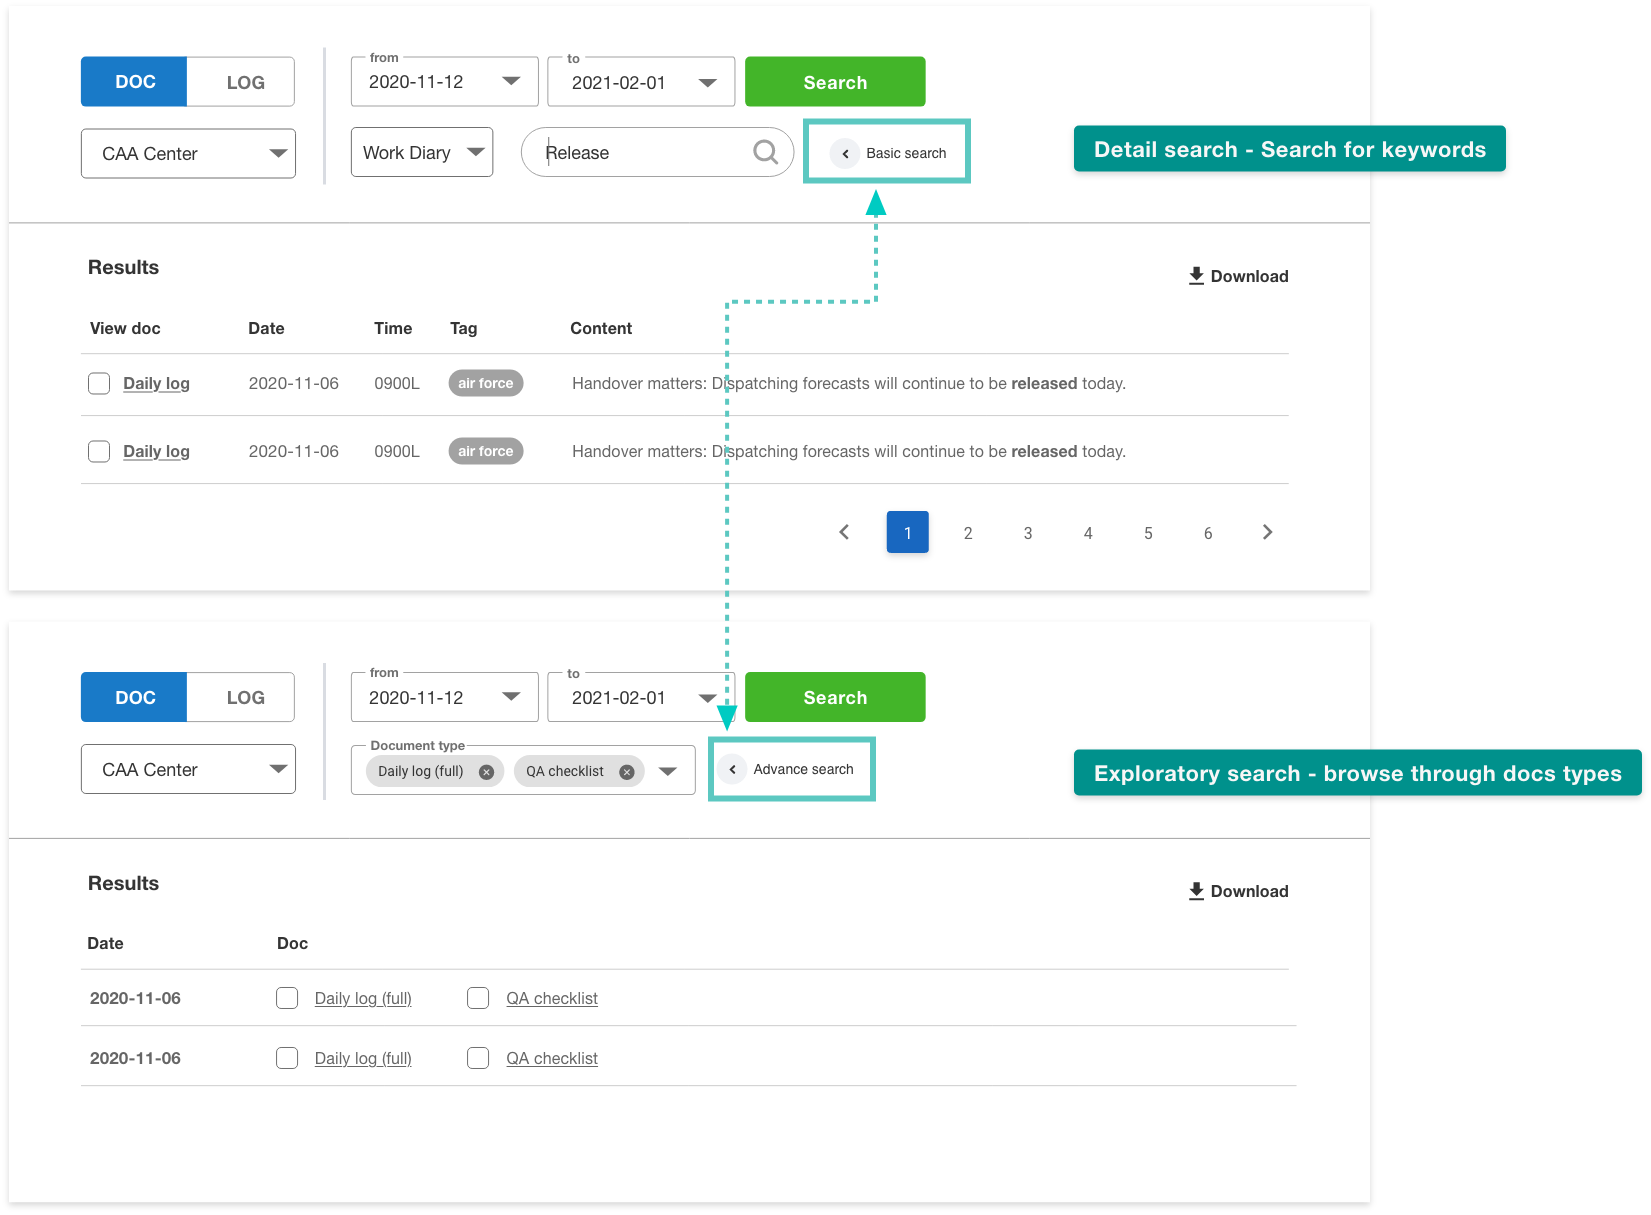 from to
DOC LOG 2020-11-12 2021-02-01 Search
CAA Center Work Diary Release Basic search
Detail search - Search for keywords
Results
Download
View doc Date Time Tag Content
Daily log 2020-11-06 0900L air force Handover matters: Dispatching forecasts will continue to be released today.
Daily log 2020-11-06 0900L air force Handover matters: Dispatching forecasts will continue to be released today.
1 2 3 4 5 6
from to
DOC LOG 2020-11-12 2021-02-01 Search
Document type
CAA Center Daily log (full) QA checklist Advance search
Exploratory search - browse through docs types
Results
Download
Date Doc
2020-11-06 Daily log (full) QA checklist
2020-11-06 Daily log (full) QA checklist